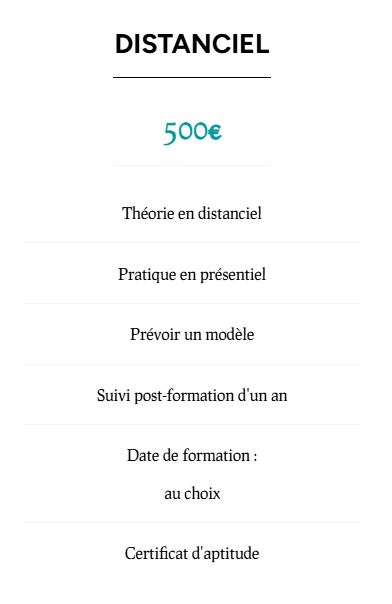 DISTANCIEL
500€
Théorie en distanciel
Pratique en présentiel
Prévoir un modèle
Suivi post-formation d'un an
Date de formation :
au choix
Certificat d'aptitude